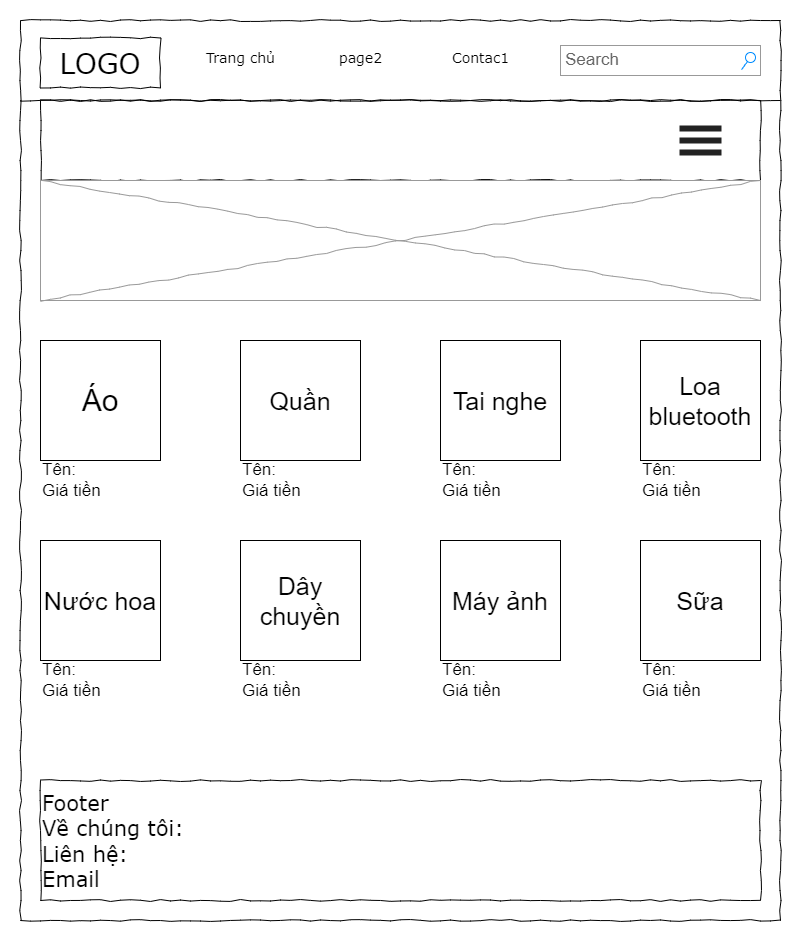 LOGO
Trang chủ
page2
Contac1
Search
Áo
Quần
Tai nghe
Loa
bluetooth
Tên:
Giá tiền
Tên:
Giá tiền
Tên:
Giá tiền
Tên:
Giá tiền
Nước hoa
Dây
chuyền
Máy ảnh
Sữa
Tên:
Giá tiền
Tên:
Giá tiền
Tên:
Giá tiền
Tên:
Giá tiền
Footer
Về chúng tôi:
Liên hệ:
Email